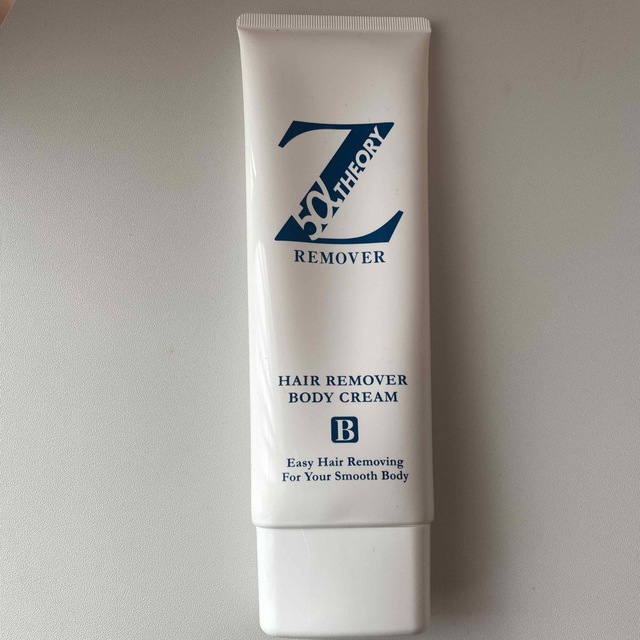 Z
5α THEORY
REMOVER
HAIR REMOVER
BODY CREAM
B
Easy Hair Removing
For Your Smooth Body